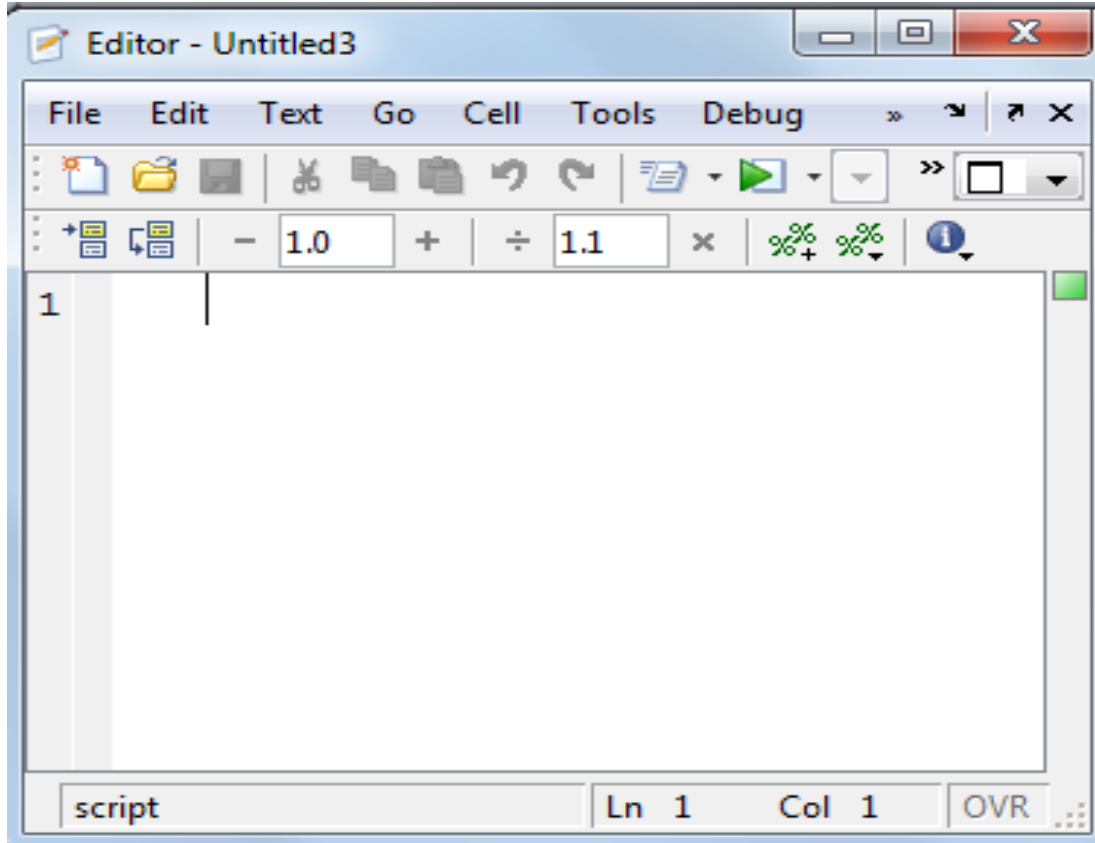 Editor - Untitled3
File Edit Text Go Cell Tools Debug »
− 1.0 + ÷ 1.1 × %%+ %%
1
script Ln 1 Col 1 OVR